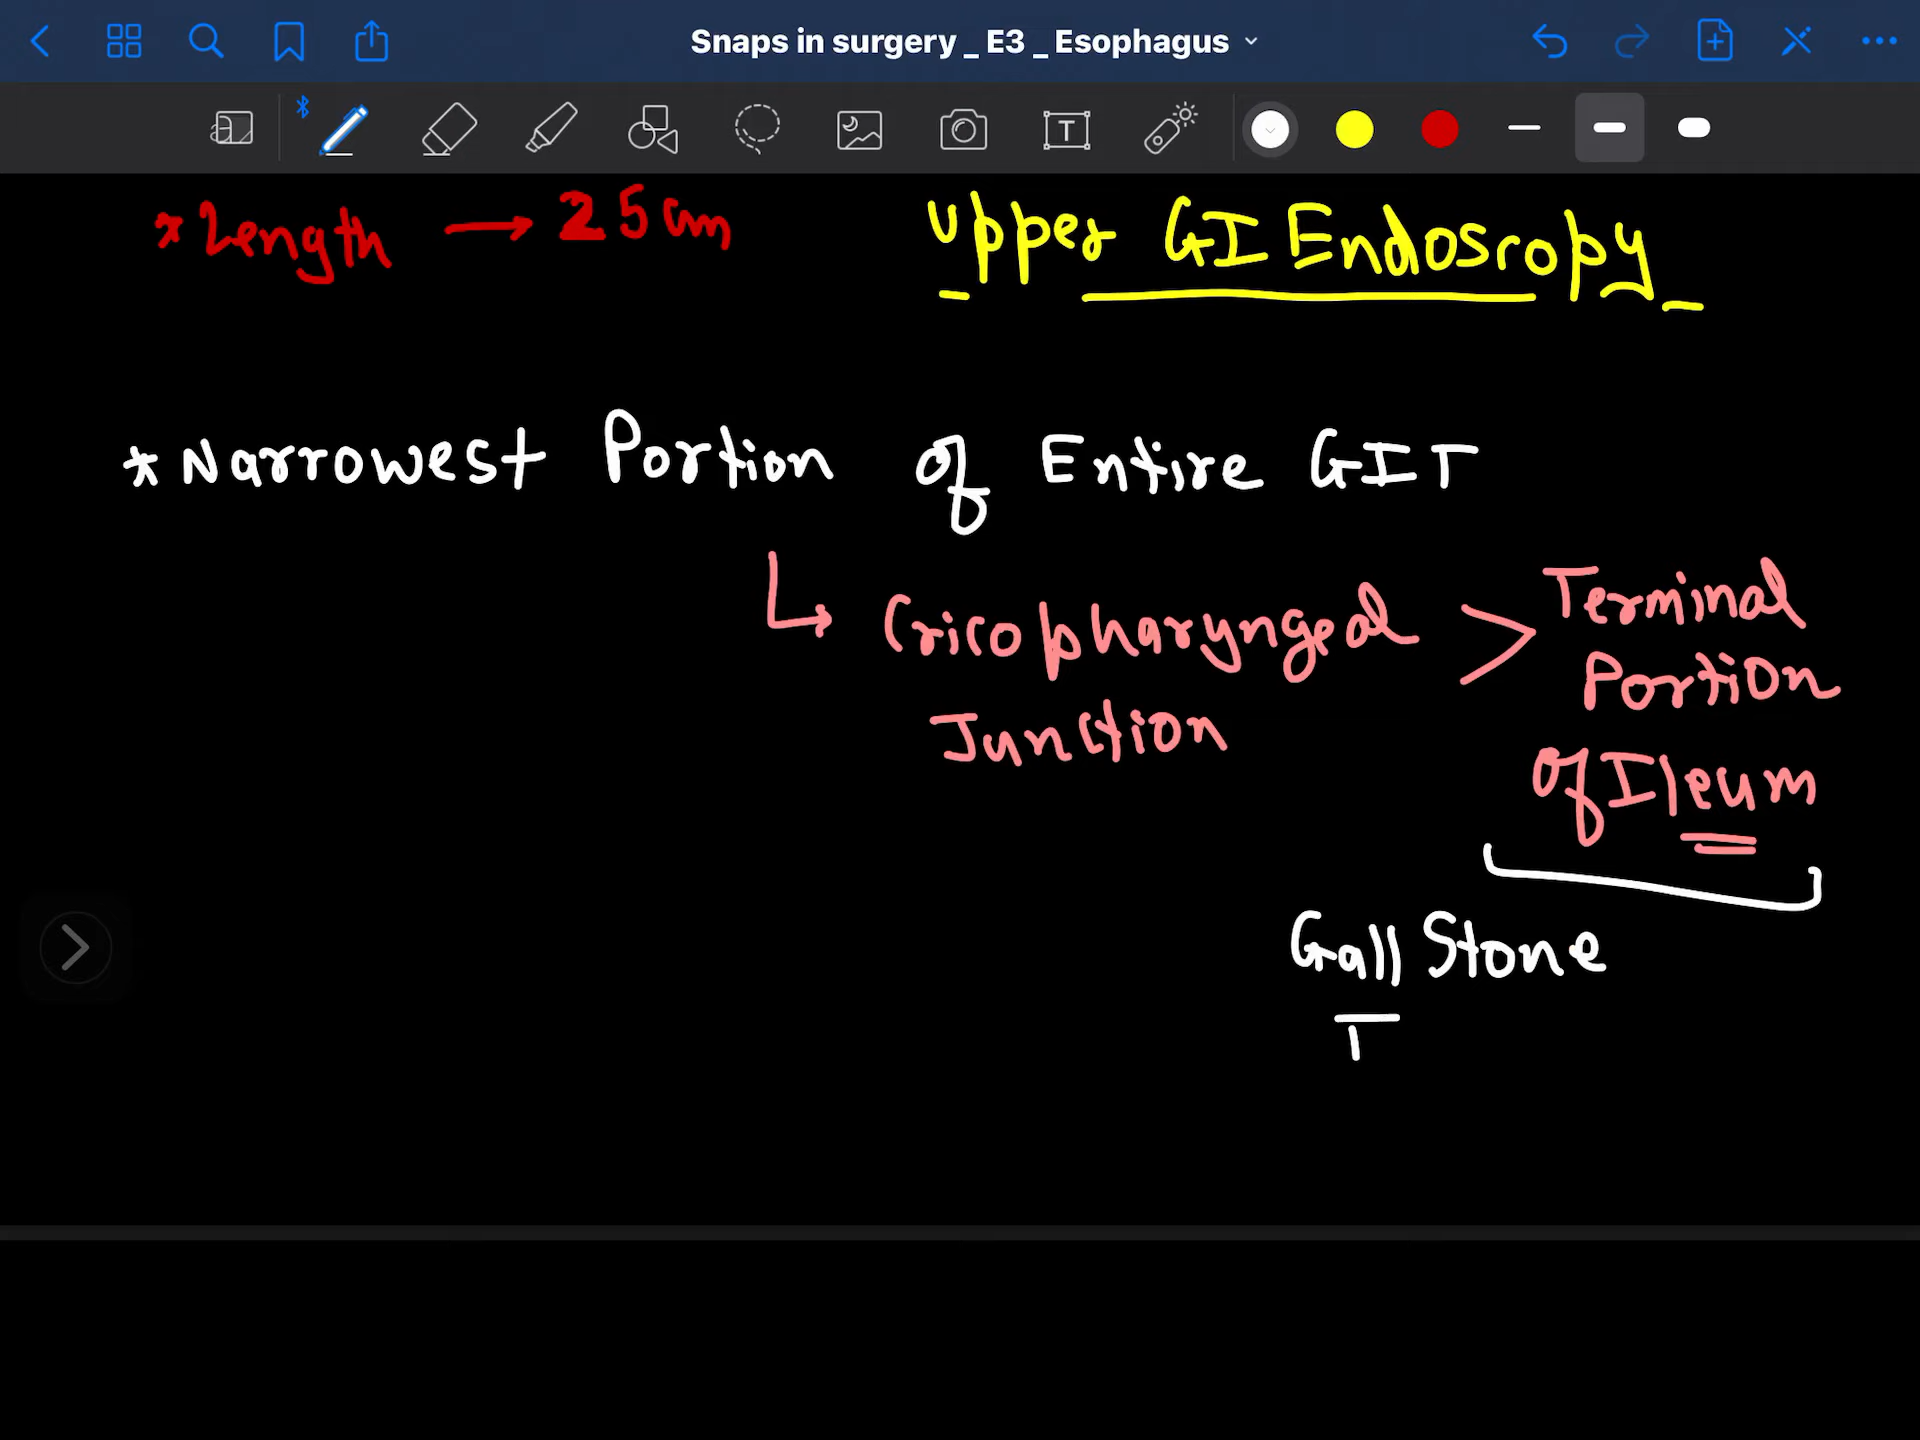 Snaps in surgery _ E3 _ Esophagus
T
* Length → 25 cm
Upper GI Endoscopy
* Narrowest Portion of Entire GIT
↳ Cricopharyngeal > Terminal
Junction Portion
of Ileum
Gall Stone
I